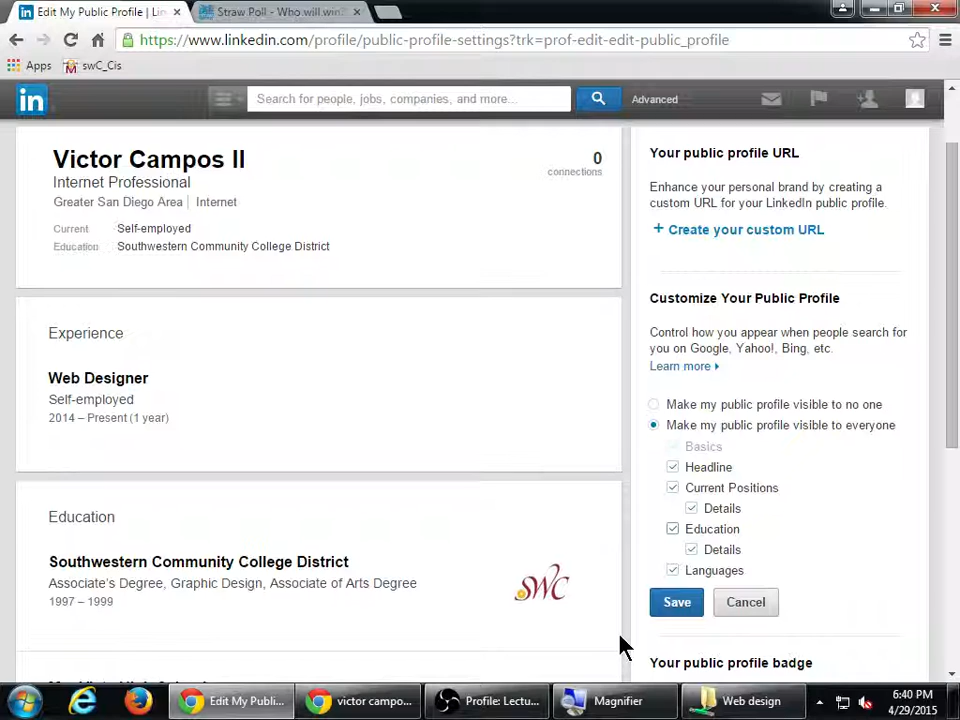 Edit My Public Profile | Lin
Straw Poll - Who will win
https://www.linkedin.com/profile/public-profile-settings?trk=prof-edit-edit-public_profile
Apps swC_Cis
in
Search for people, jobs, companies, and more...
Advanced
Victor Campos II
0
connections
Internet Professional
Greater San Diego Area | Internet
Current Self-employed
Education Southwestern Community College District
Experience
Web Designer
Self-employed
2014 – Present (1 year)
Education
Southwestern Community College District
Associate's Degree, Graphic Design, Associate of Arts Degree
1997 – 1999
SWC
Your public profile URL
Enhance your personal brand by creating a
custom URL for your LinkedIn public profile.
+ Create your custom URL
Customize Your Public Profile
Control how you appear when people search for
you on Google, Yahoo!, Bing, etc.
Learn more
Make my public profile visible to no one
Make my public profile visible to everyone
Basics
Headline
Current Positions
Details
Education
Details
Languages
Save Cancel
Your public profile badge
Edit My Publi...
victor campo...
Profile: Lectu...
Magnifier
Web design
6:40 PM
4/29/2015